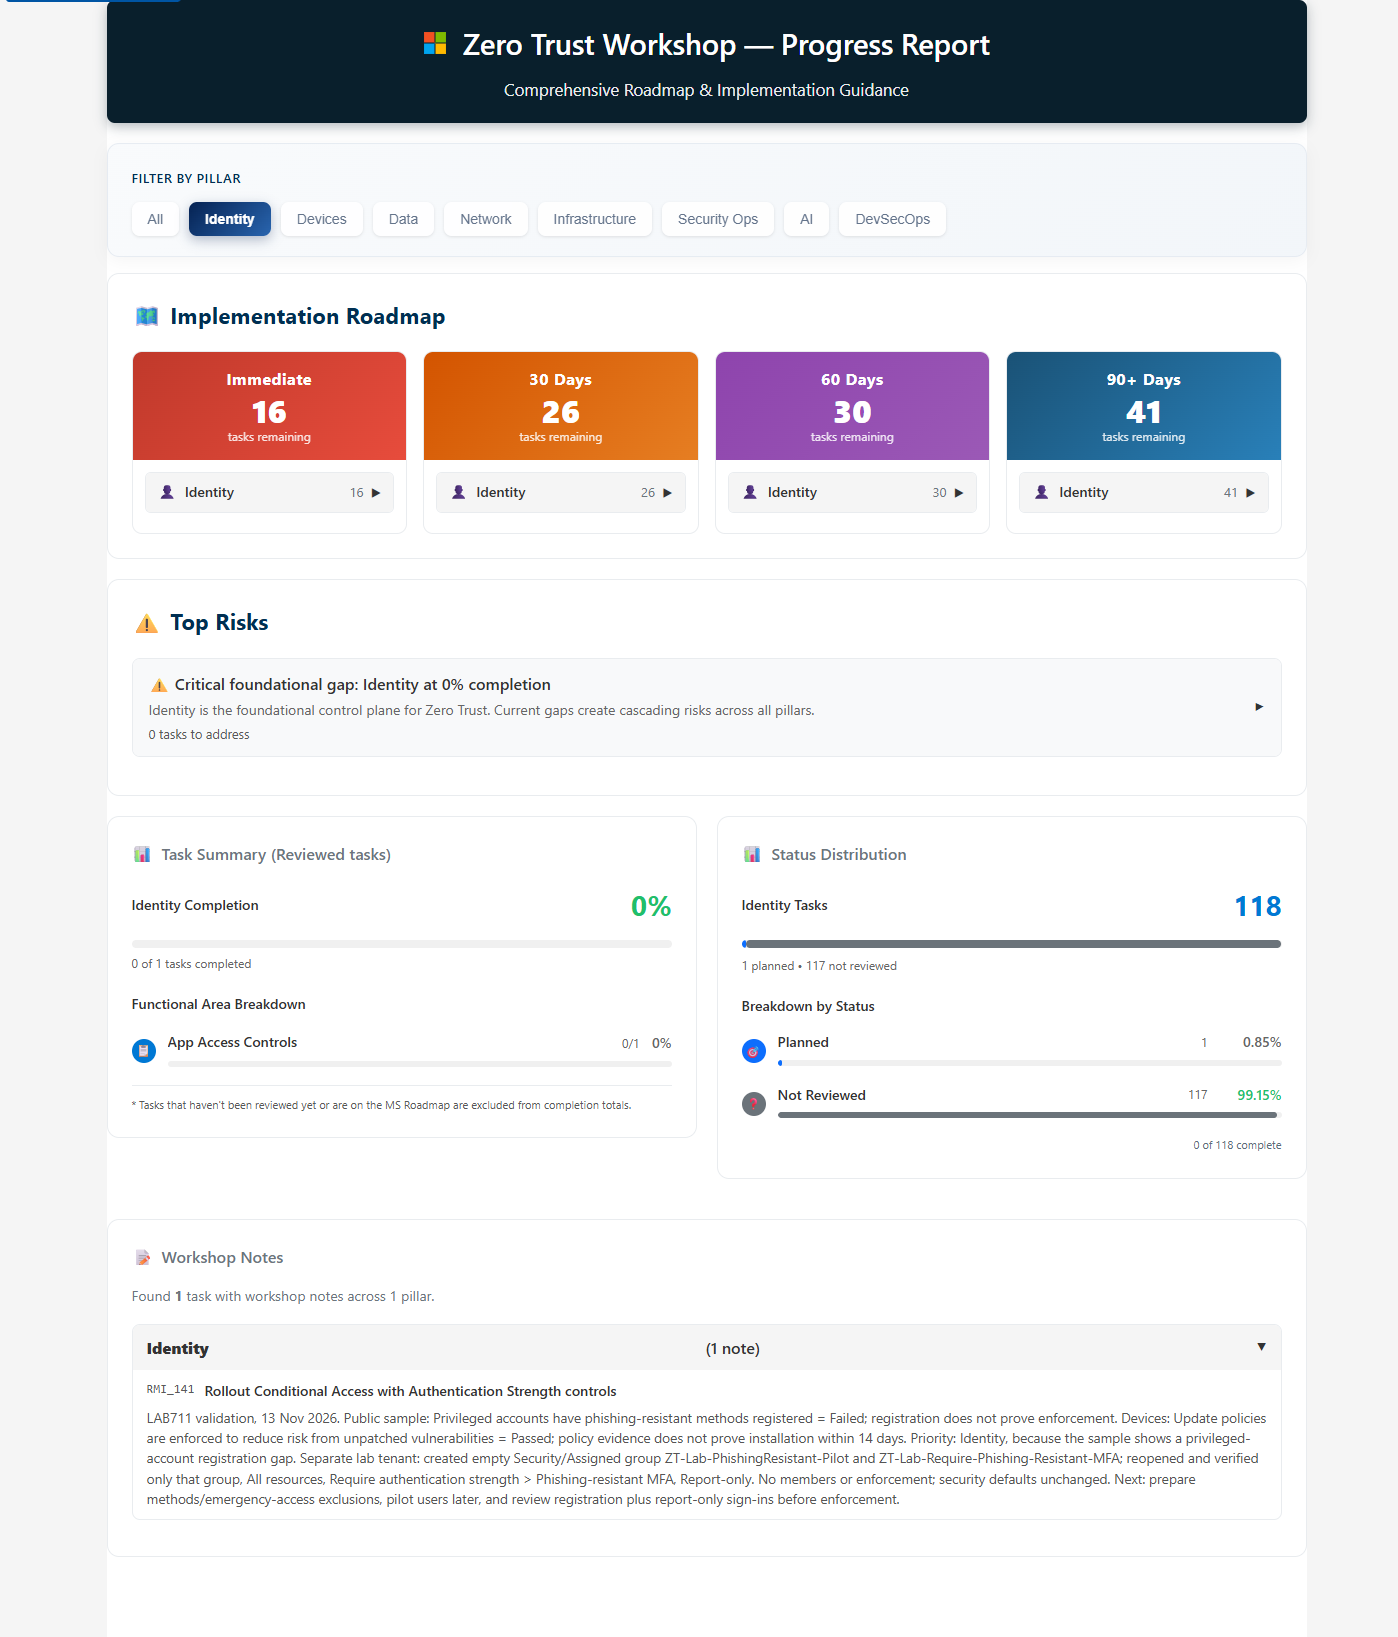 Zero Trust Workshop — Progress Report
Comprehensive Roadmap & Implementation Guidance
FILTER BY PILLAR
All Identity Devices Data Network Infrastructure Security Ops AI DevSecOps
Implementation Roadmap
Immediate
16
tasks remaining
Identity 16 ▶
30 Days
26
tasks remaining
Identity 26 ▶
60 Days
30
tasks remaining
Identity 30 ▶
90+ Days
41
tasks remaining
Identity 41 ▶
Top Risks
Critical foundational gap: Identity at 0% completion
Identity is the foundational control plane for Zero Trust. Current gaps create cascading risks across all pillars.
0 tasks to address
Task Summary (Reviewed tasks)
Identity Completion 0%
0 of 1 tasks completed
Functional Area Breakdown
App Access Controls 0/1 0%
* Tasks that haven't been reviewed yet or are on the MS Roadmap are excluded from completion totals.
Status Distribution
Identity Tasks 118
1 planned • 117 not reviewed
Breakdown by Status
Planned 1 0.85%
Not Reviewed 117 99.15%
0 of 118 complete
Workshop Notes
Found 1 task with workshop notes across 1 pillar.
Identity (1 note) ▼
RMI_141 Rollout Conditional Access with Authentication Strength controls
LAB711 validation, 13 Nov 2026. Public sample: Privileged accounts have phishing-resistant methods registered = Failed; registration does not prove enforcement. Devices: Update policies
are enforced to reduce risk from unpatched vulnerabilities = Passed; policy evidence does not prove installation within 14 days. Priority: Identity, because the sample shows a privileged-
account registration gap. Separate lab tenant: created empty Security/Assigned group ZT-Lab-PhishingResistant-Pilot and ZT-Lab-Require-Phishing-Resistant-MFA; reopened and verified
only that group, All resources, Require authentication strength > Phishing-resistant MFA, Report-only. No members or enforcement; security defaults unchanged. Next: prepare
methods/emergency-access exclusions, pilot users later, and review registration plus report-only sign-ins before enforcement.